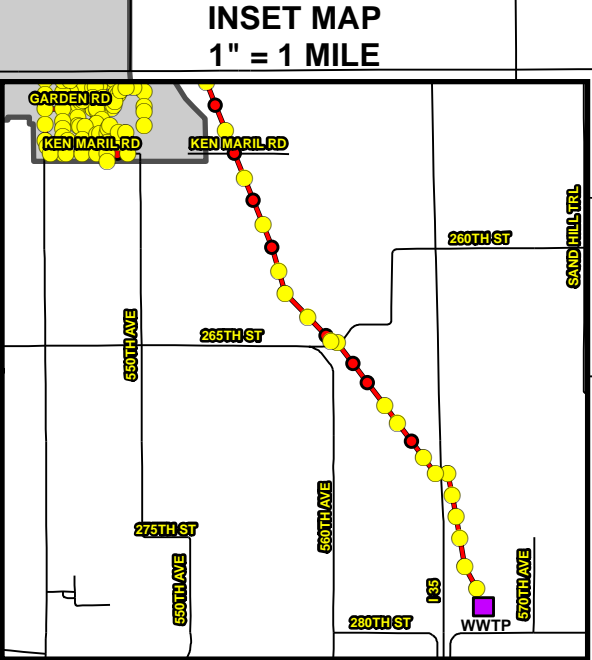 INSET MAP
1" = 1 MILE
GARDEN RD
KEN MARIL RD
KEN MARIL RD
SAND HILL TRL
260TH ST
265TH ST
550TH AVE
560TH AVE
275TH ST
550TH AVE
I 35
570TH AVE
280TH ST
WWTP